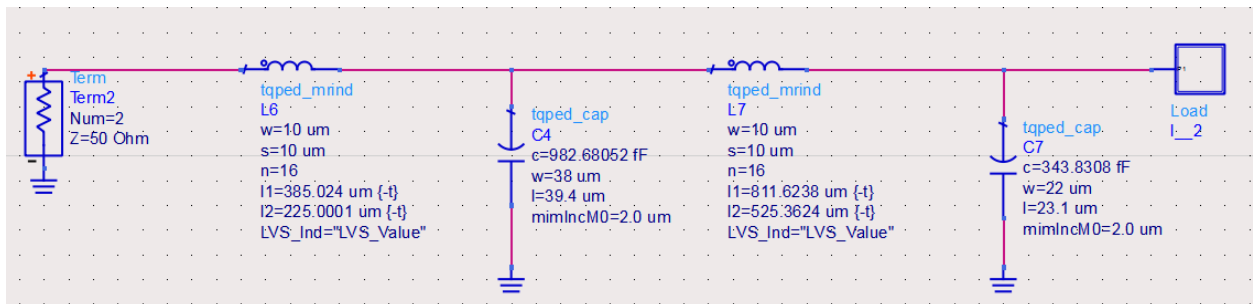 +
Term
Term2
Num=2
Z=50 Ohm
-
tqped_mrind
L6
w=10 um
s=10 um
n=16
l1=385.024 um {-t}
l2=225.0001 um {-t}
LVS_Ind="LVS_Value"
tqped_cap
C4
c=982.68052 fF
w=38 um
l=39.4 um
mimIncM0=2.0 um
tqped_mrind
L7
w=10 um
s=10 um
n=16
l1=811.6238 um {-t}
l2=525.3624 um {-t}
LVS_Ind="LVS_Value"
tqped_cap
C7
c=343.8308 fF
w=22 um
l=23.1 um
mimIncM0=2.0 um
Load
I__2